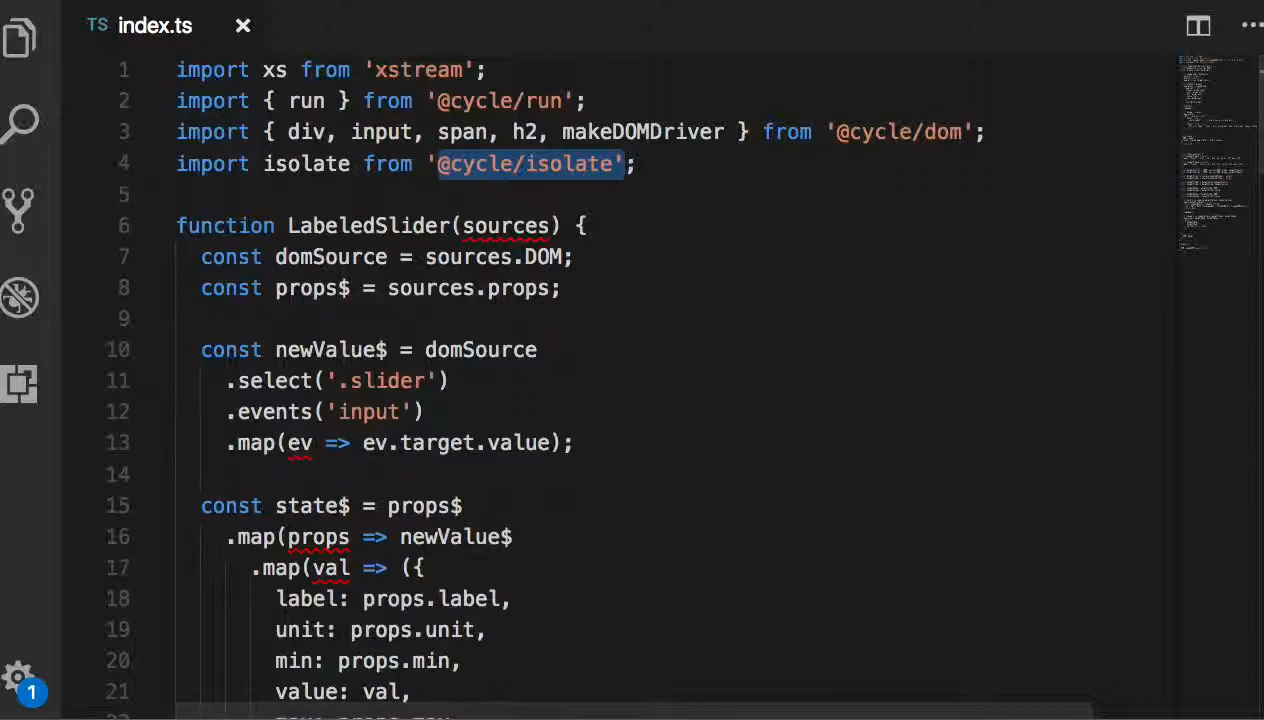 TS index.ts
1 import xs from 'xstream';
2 import { run } from '@cycle/run';
3 import { div, input, span, h2, makeDOMDriver } from '@cycle/dom';
4 import isolate from '@cycle/isolate';
5
6 function LabeledSlider(sources) {
7 const domSource = sources.DOM;
8 const props$ = sources.props;
9
10 const newValue$ = domSource
11 .select('.slider')
12 .events('input')
13 .map(ev => ev.target.value);
14
15 const state$ = props$
16 .map(props => newValue$
17 .map(val => ({
18 label: props.label,
19 unit: props.unit,
20 min: props.min,
21 value: val,
1